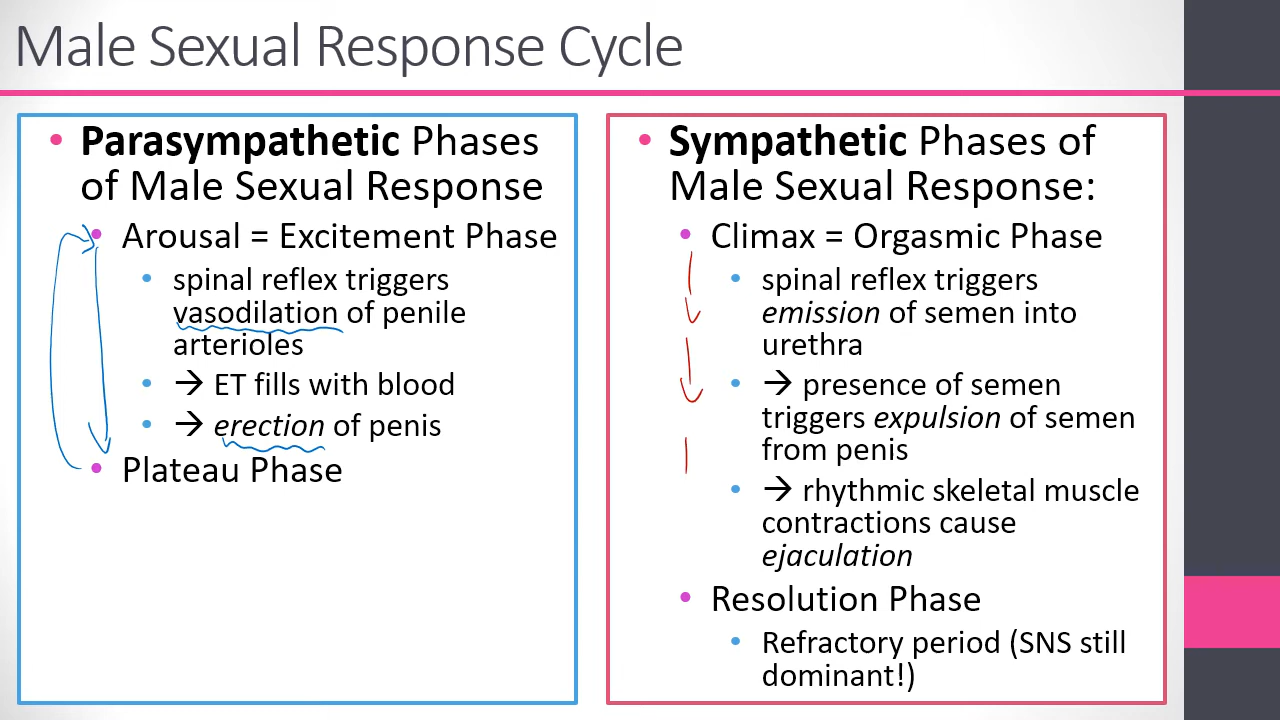 Male Sexual Response Cycle
• Parasympathetic Phases
of Male Sexual Response
• Arousal = Excitement Phase
• spinal reflex triggers
vasodilation of penile
arterioles
• → ET fills with blood
• → erection of penis
• Plateau Phase
• Sympathetic Phases of
Male Sexual Response:
• Climax = Orgasmic Phase
• spinal reflex triggers
emission of semen into
urethra
• → presence of semen
triggers expulsion of semen
from penis
• → rhythmic skeletal muscle
contractions cause
ejaculation
• Resolution Phase
• Refractory period (SNS still
dominant!)